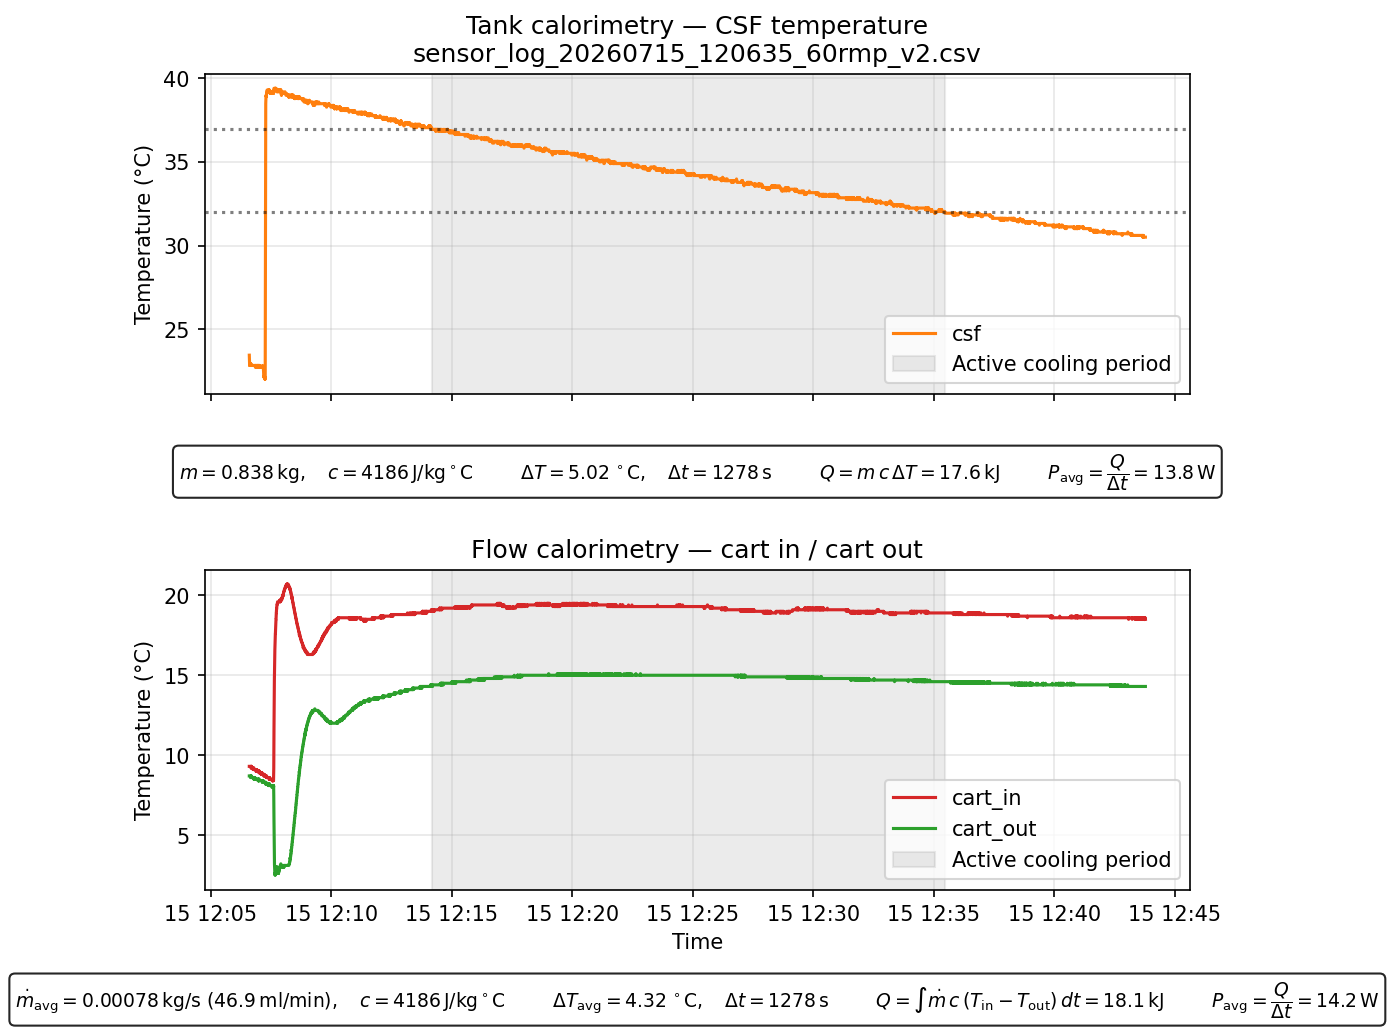 Tank calorimetry — CSF temperature
sensor_log_20260715_120635_60rmp_v2.csv
40
35
30
25
Temperature (°C)
csf
Active cooling period
m = 0.838 kg, c = 4186 J/kg°C ΔT = 5.02 °C, Δt = 1278 s Q = m c ΔT = 17.6 kJ P_avg = Q/Δt = 13.8 W
Flow calorimetry — cart in / cart out
20
15
10
5
Temperature (°C)
cart_in
cart_out
Active cooling period
15 12:05 15 12:10 15 12:15 15 12:20 15 12:25 15 12:30 15 12:35 15 12:40 15 12:45
Time
ṁ_avg = 0.00078 kg/s (46.9 ml/min), c = 4186 J/kg°C ΔT_avg = 4.32 °C, Δt = 1278 s Q = ∫ ṁ c (T_in − T_out) dt = 18.1 kJ P_avg = Q/Δt = 14.2 W